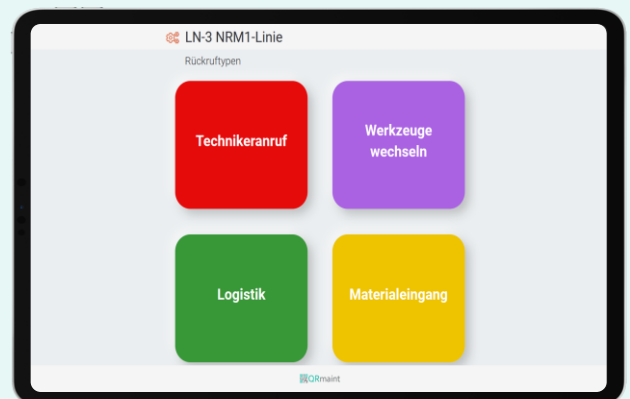 LN-3 NRM1-Linie
Rückruftypen
Technikeranruf
Werkzeuge
wechseln
Logistik
Materialeingang
QRmaint